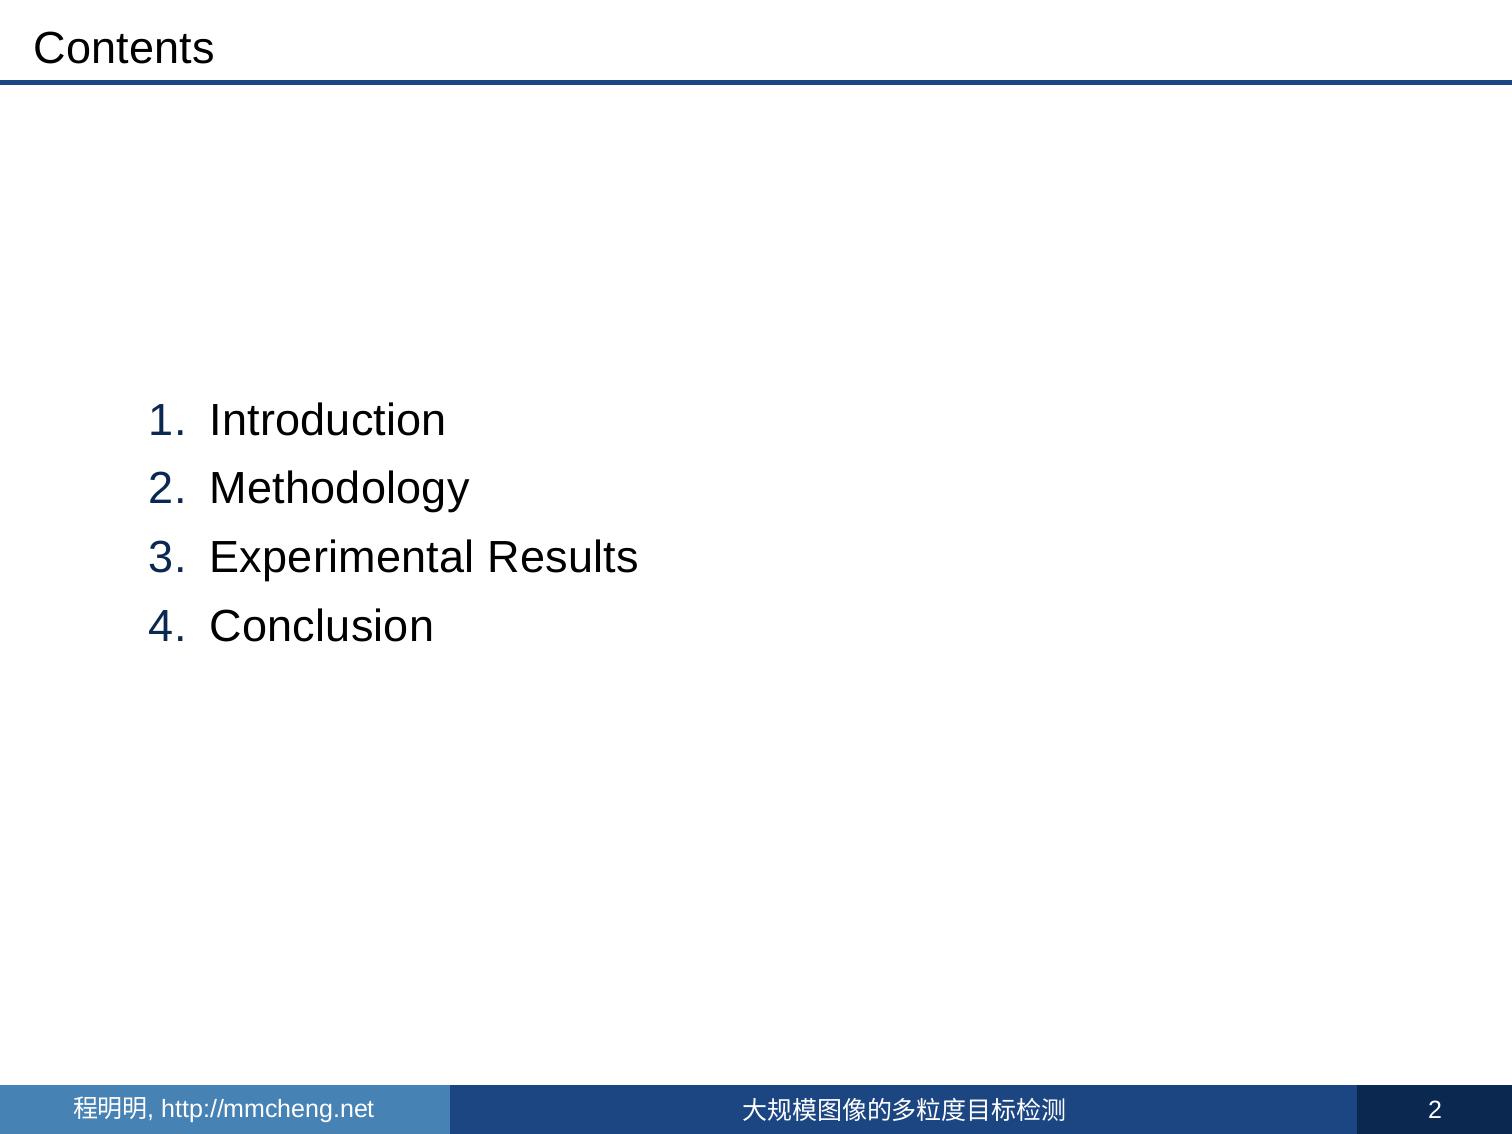 Contents
1. Introduction
2. Methodology
3. Experimental Results
4. Conclusion
程明明, http://mmcheng.net
大规模图像的多粒度目标检测
2